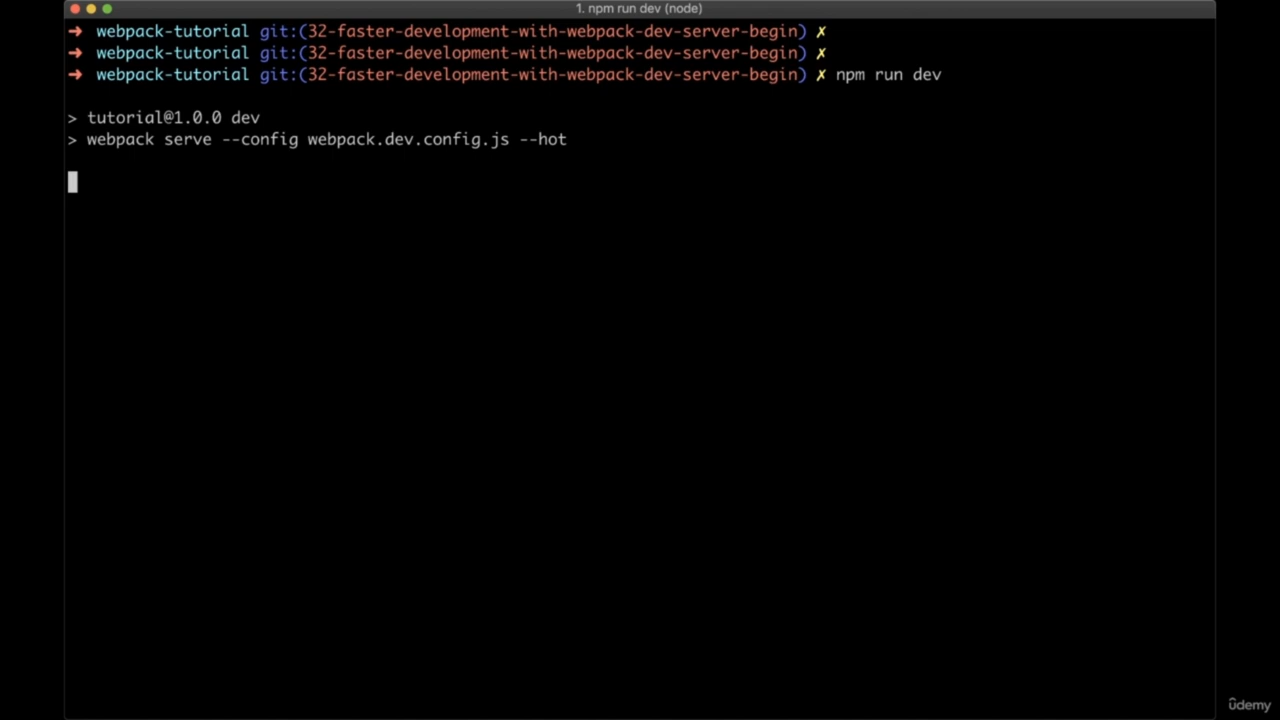 1. npm run dev (node)
➜ webpack-tutorial git:(32-faster-development-with-webpack-dev-server-begin) ✗
➜ webpack-tutorial git:(32-faster-development-with-webpack-dev-server-begin) ✗
➜ webpack-tutorial git:(32-faster-development-with-webpack-dev-server-begin) ✗ npm run dev
> tutorial@1.0.0 dev
> webpack serve --config webpack.dev.config.js --hot
ûdemy